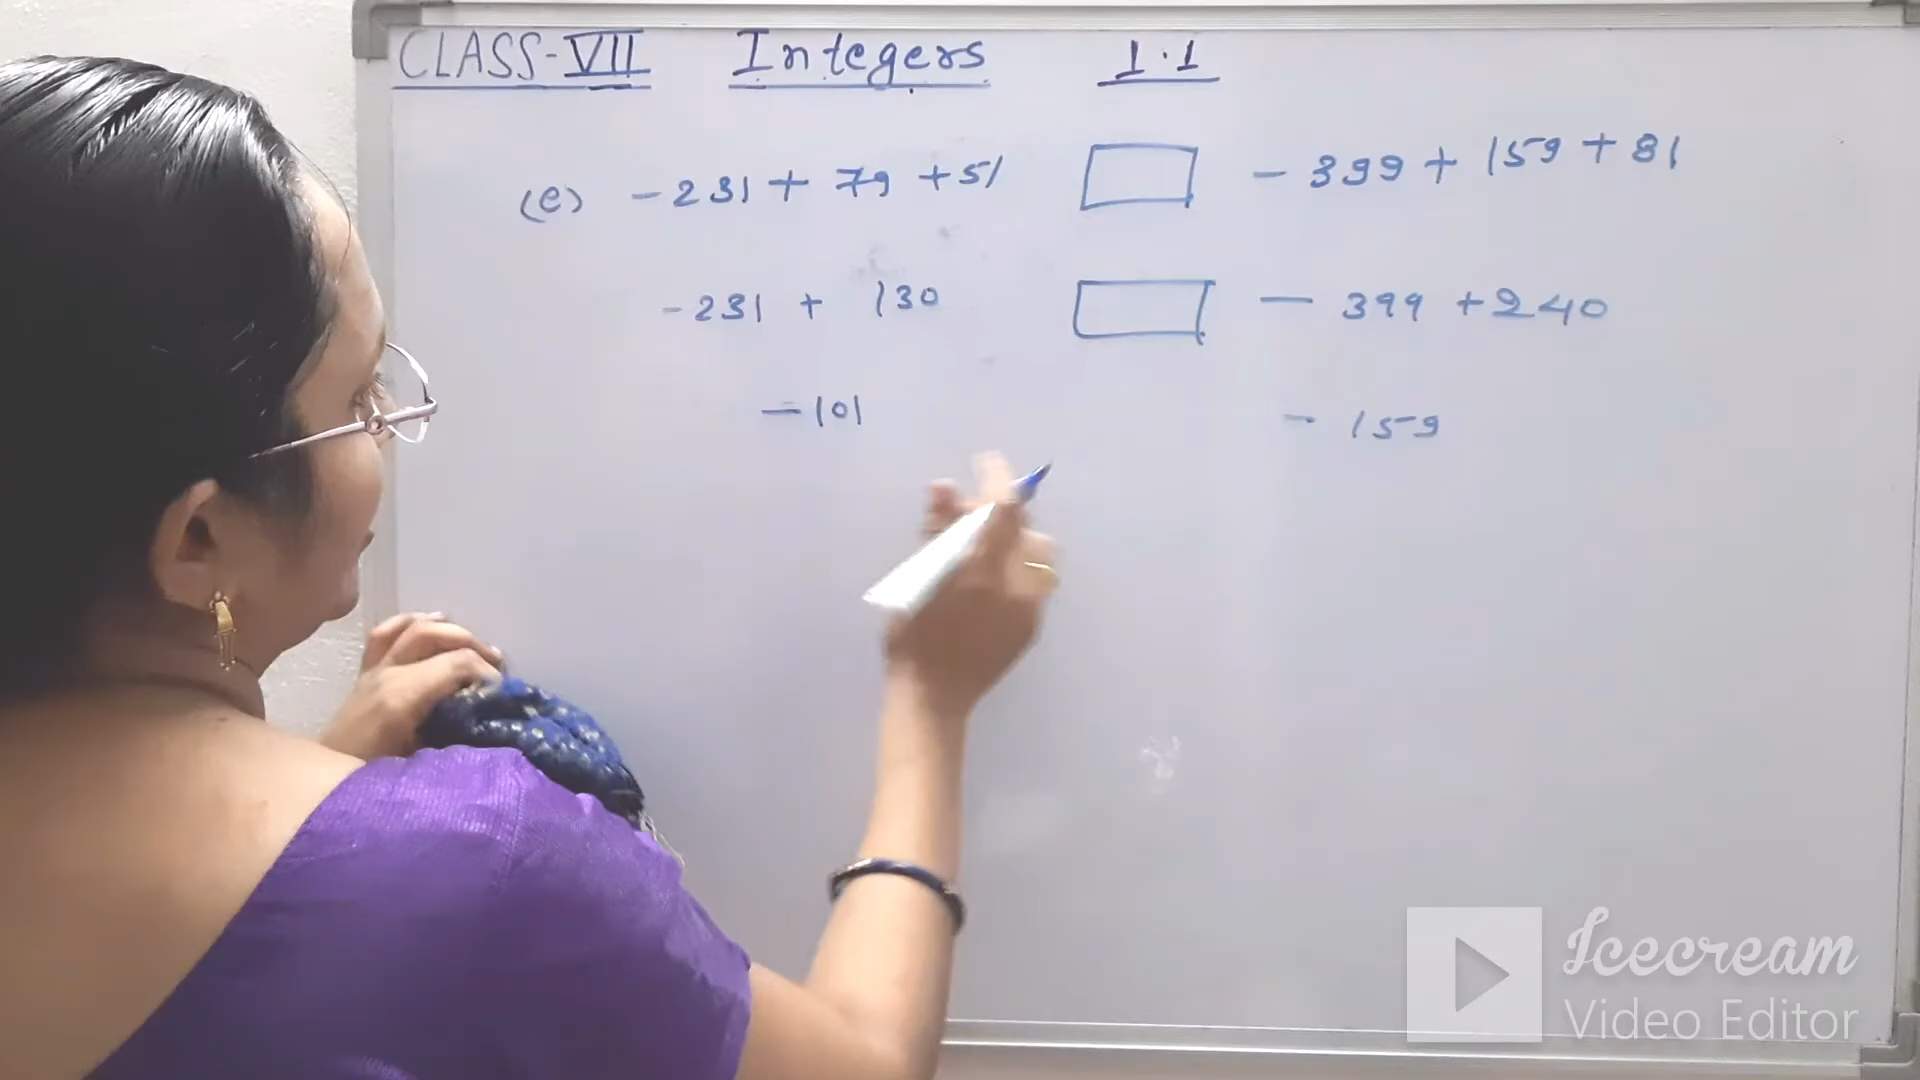 CLASS-VII Integers 1.1
(e) -231 + 79 +51 □ - 399 + 159 + 81
-231 + 130 □ - 399 +240
-101 - 159
Icecream
Video Editor